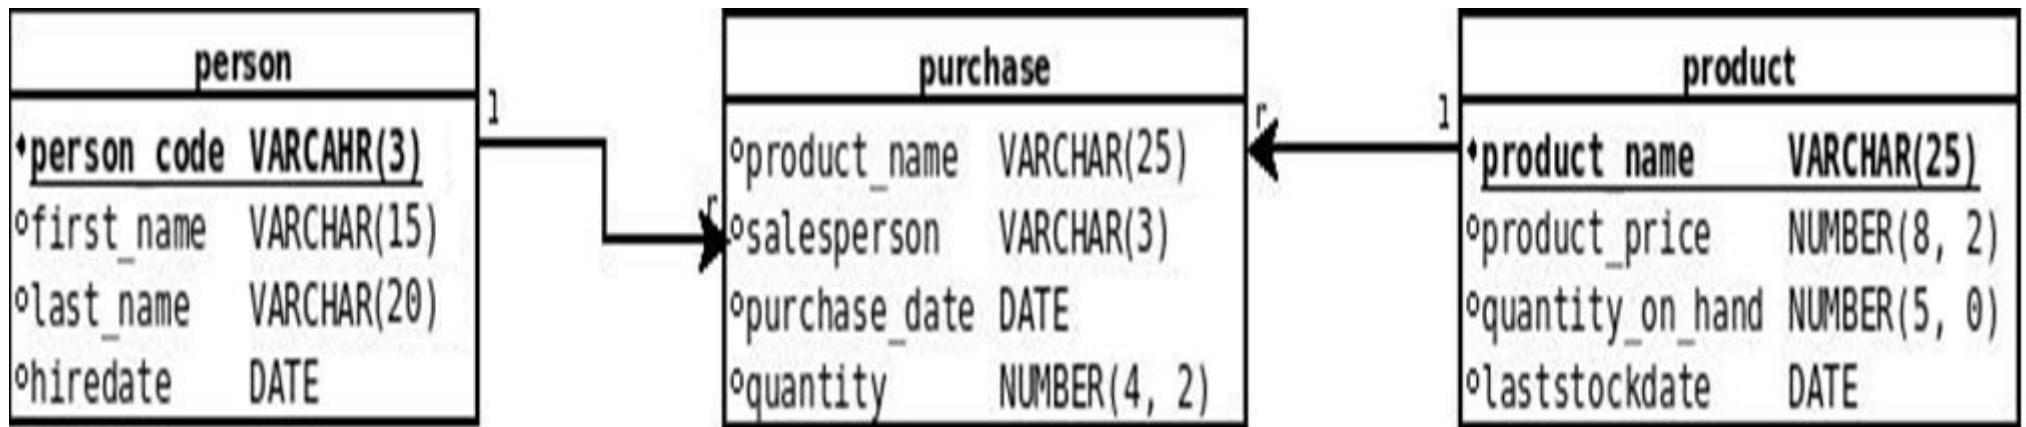 person
person_code VARCAHR(3)
first_name VARCHAR(15)
last_name VARCHAR(20)
hiredate DATE
1
r
purchase
product_name VARCHAR(25)
salesperson VARCHAR(3)
purchase_date DATE
quantity NUMBER(4, 2)
r
1
product
product_name VARCHAR(25)
product_price NUMBER(8, 2)
quantity_on_hand NUMBER(5, 0)
laststockdate DATE